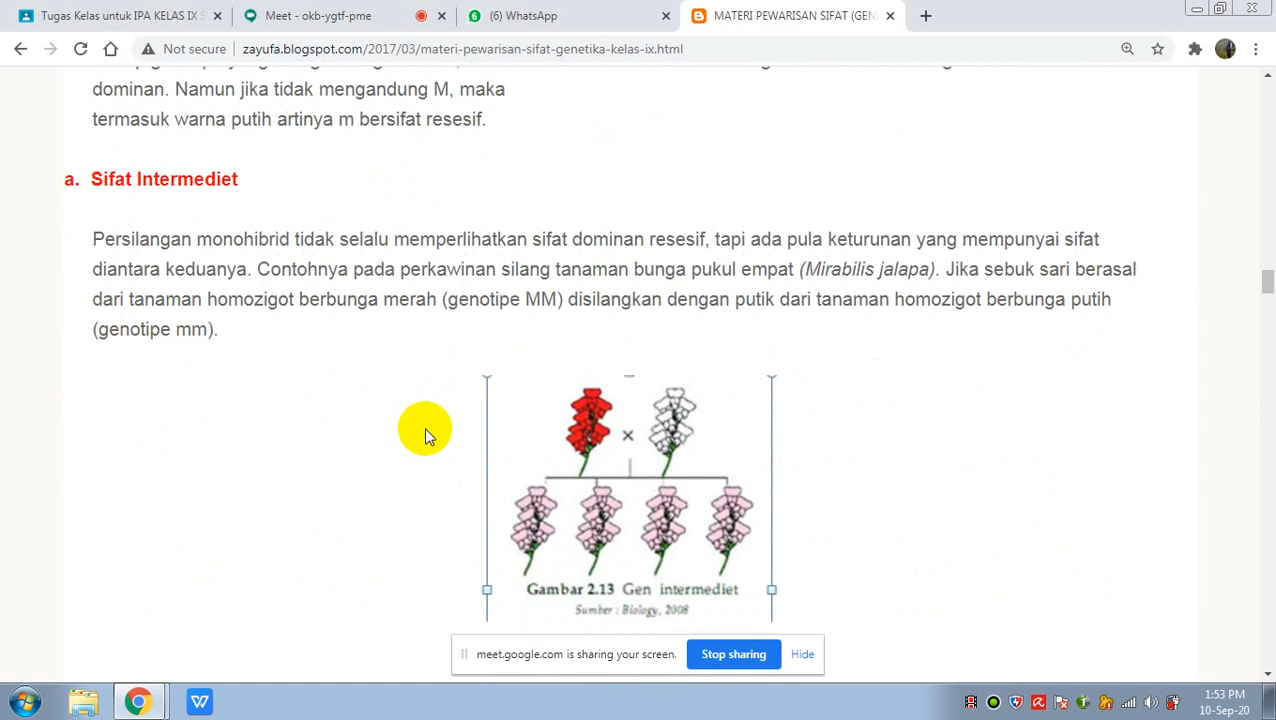 Tugas Kelas untuk IPA KELAS IX S
Meet - okb-ygtf-pme
(6) WhatsApp
MATERI PEWARISAN SIFAT (GEN
Not secure
zayufa.blogspot.com/2017/03/materi-pewarisan-sifat-genetika-kelas-ix.html
dominan. Namun jika tidak mengandung M, maka
termasuk warna putih artinya m bersifat resesif.
a. Sifat Intermediet
Persilangan monohibrid tidak selalu memperlihatkan sifat dominan resesif, tapi ada pula keturunan yang mempunyai sifat
diantara keduanya. Contohnya pada perkawinan silang tanaman bunga pukul empat (Mirabilis jalapa). Jika sebuk sari berasal
dari tanaman homozigot berbunga merah (genotipe MM) disilangkan dengan putik dari tanaman homozigot berbunga putih
(genotipe mm).
×
Gambar 2.13 Gen intermediet
Sumber : Biology, 2008
meet.google.com is sharing your screen. Stop sharing Hide
1:53 PM
10-Sep-20